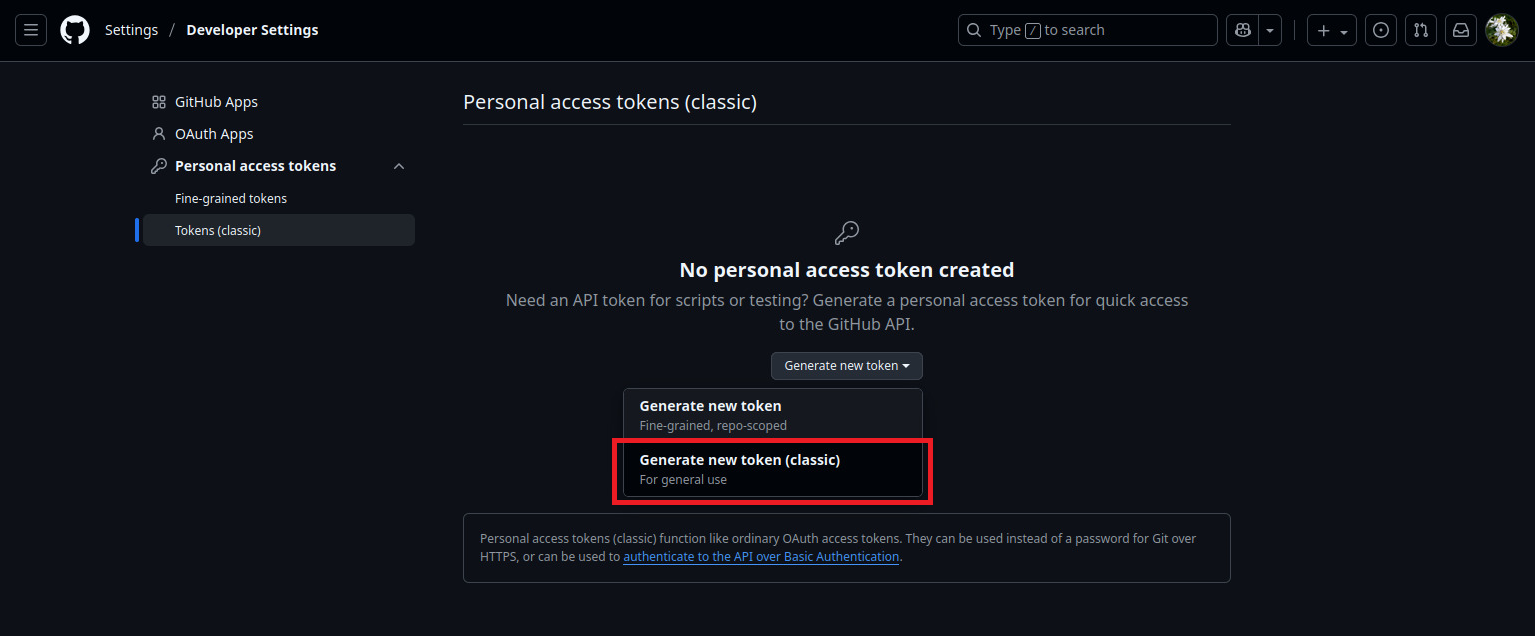 Settings / Developer Settings
Type / to search
GitHub Apps
OAuth Apps
Personal access tokens
Fine-grained tokens
Tokens (classic)
Personal access tokens (classic)
No personal access token created
Need an API token for scripts or testing? Generate a personal access token for quick access
to the GitHub API.
Generate new token
Generate new token
Fine-grained, repo-scoped
Generate new token (classic)
For general use
Personal access tokens (classic) function like ordinary OAuth access tokens. They can be used instead of a password for Git over
HTTPS, or can be used to authenticate to the API over Basic Authentication.